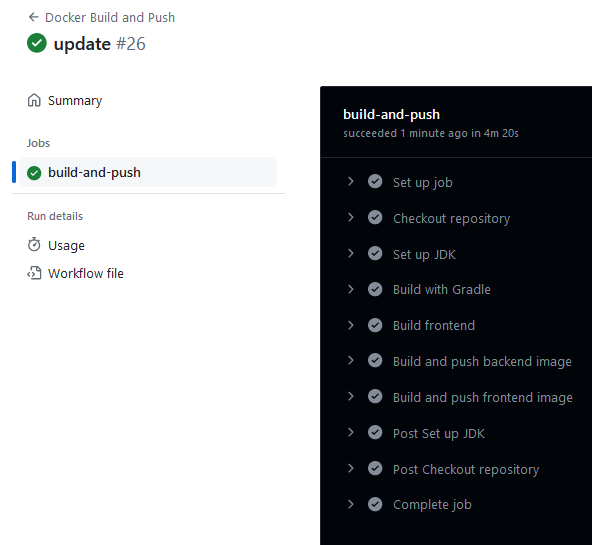 Docker Build and Push
update #26
Summary
Jobs
build-and-push
Run details
Usage
Workflow file
build-and-push
succeeded 1 minute ago in 4m 20s
Set up job
Checkout repository
Set up JDK
Build with Gradle
Build frontend
Build and push backend image
Build and push frontend image
Post Set up JDK
Post Checkout repository
Complete job